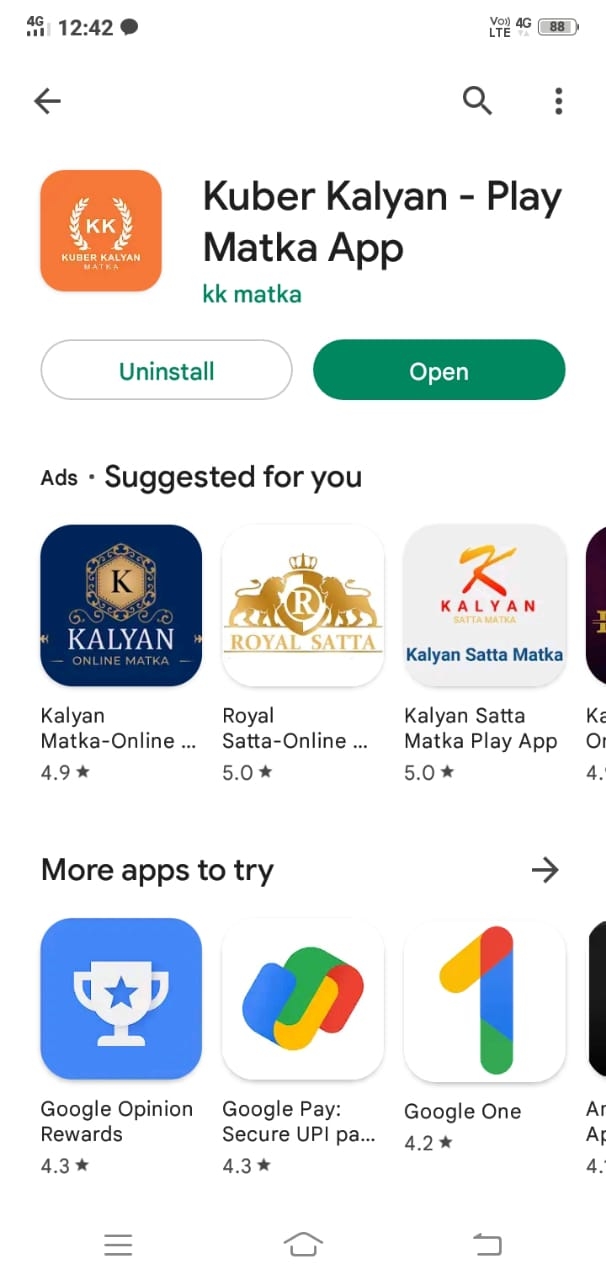 4G 12:42 Vo)) LTE 4G 88
KK
KUBER KALYAN
MATKA
Kuber Kalyan - Play
Matka App
kk matka
Uninstall Open
Ads • Suggested for you
K
KALYAN
ONLINE MATKA
R
ROYAL SATTA
KALYAN
SATTA MATKA
Kalyan Satta Matka
Kalyan
Matka-Online ...
4.9 ★
Royal
Satta-Online ...
5.0 ★
Kalyan Satta
Matka Play App
5.0 ★
Ka
Or
4.
More apps to try
Google Opinion
Rewards
4.3 ★
Google Pay:
Secure UPI pa...
4.3 ★
Google One
4.2 ★
Ar
Ap
4.